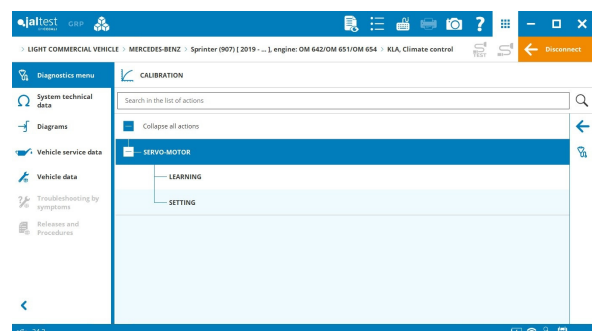 jaltest GRP
> LIGHT COMMERCIAL VEHICLE > MERCEDES-BENZ > Sprinter (907) [ 2019 - ... ], engine: OM 642/OM 651/OM 654 > KLA, Climate control
TEST
Disconnect
Diagnostics menu
System technical
data
Diagrams
Vehicle service data
Vehicle data
Troubleshooting by
symptoms
Releases and
Procedures
CALIBRATION
Search in the list of actions
Collapse all actions
SERVO-MOTOR
LEARNING
SETTING